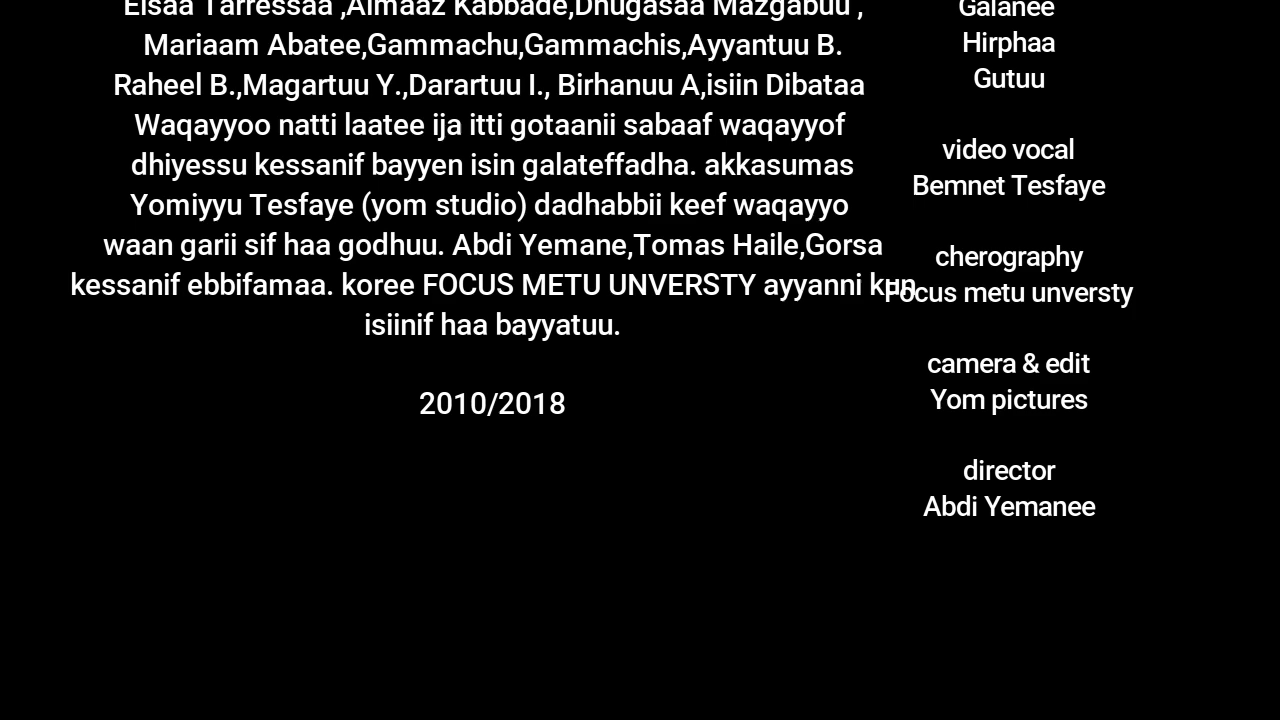 Elsaa Tarressaa ,Almaaz Kabbade,Dhugasaa Mazgabuu ,
Mariaam Abatee,Gammachu,Gammachis,Ayyantuu B.
Raheel B.,Magartuu Y.,Darartuu I., Birhanuu A,isiin Dibataa
Waqayyoo natti laatee ija itti gotaanii sabaaf waqayyof
dhiyessu kessanif bayyen isin galateffadha. akkasumas
Yomiyyu Tesfaye (yom studio) dadhabbii keef waqayyo
waan garii sif haa godhuu. Abdi Yemane,Tomas Haile,Gorsa
kessanif ebbifamaa. koree FOCUS METU UNVERSTY ayyanni kun
isiinif haa bayyatuu.
2010/2018
Galanee
Hirphaa
Gutuu
video vocal
Bemnet Tesfaye
cherography
Focus metu unversty
camera & edit
Yom pictures
director
Abdi Yemanee